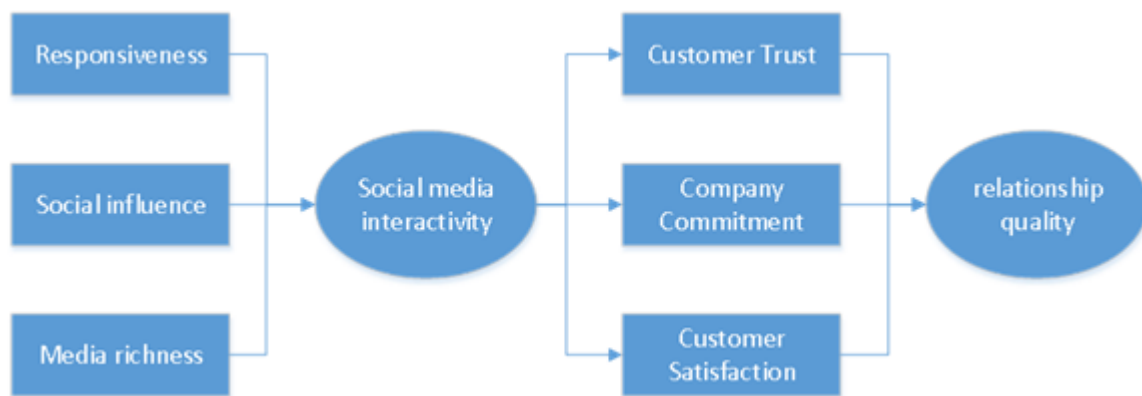 Responsiveness
Social influence
Media richness
Social media
interactivity
Customer Trust
Company
Commitment
Customer
Satisfaction
relationship
quality